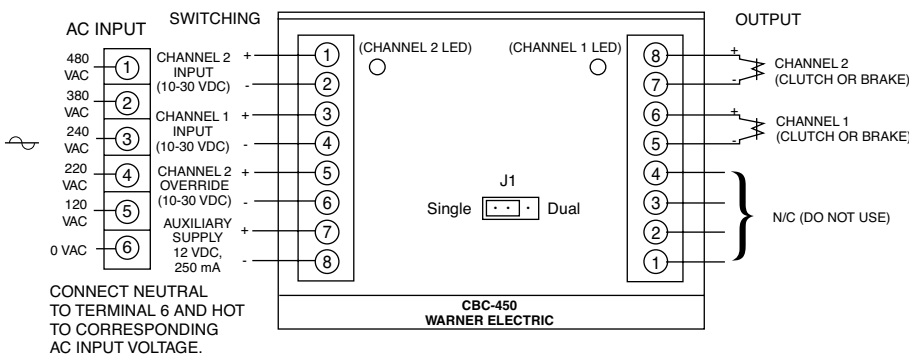 AC INPUT
480
VAC
1
380
VAC
2
240
VAC
3
220
VAC
4
120
VAC
5
0 VAC
6
CONNECT NEUTRAL
TO TERMINAL 6 AND HOT
TO CORRESPONDING
AC INPUT VOLTAGE.
SWITCHING
CHANNEL 2
INPUT
(10-30 VDC)
+
-
1
2
CHANNEL 1
INPUT
(10-30 VDC)
+
-
3
4
CHANNEL 2
OVERRIDE
(10-30 VDC)
+
-
5
6
AUXILIARY
SUPPLY
12 VDC,
250 mA
+
-
7
8
(CHANNEL 2 LED)
(CHANNEL 1 LED)
J1
Single
Dual
CBC-450
WARNER ELECTRIC
OUTPUT
8
+
7
-
CHANNEL 2
(CLUTCH OR BRAKE)
6
+
5
-
CHANNEL 1
(CLUTCH OR BRAKE)
4
3
2
1
N/C (DO NOT USE)